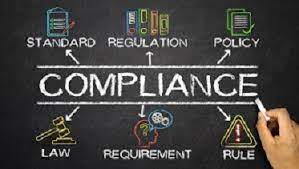 STANDARD REGULATION POLICY
COMPLIANCE
LAW REQUIREMENT RULE